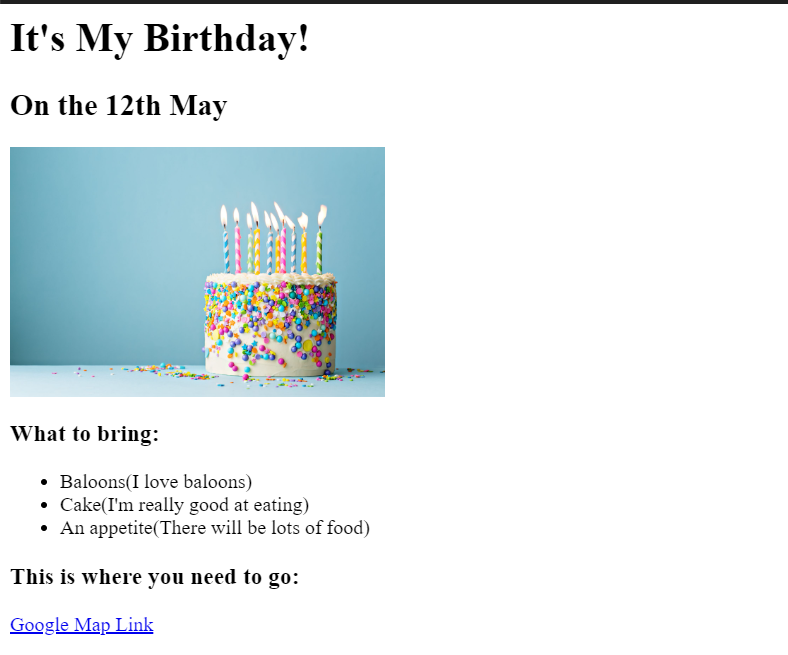 It's My Birthday!
On the 12th May
What to bring:
Baloons(I love baloons)
Cake(I'm really good at eating)
An appetite(There will be lots of food)
This is where you need to go:
Google Map Link